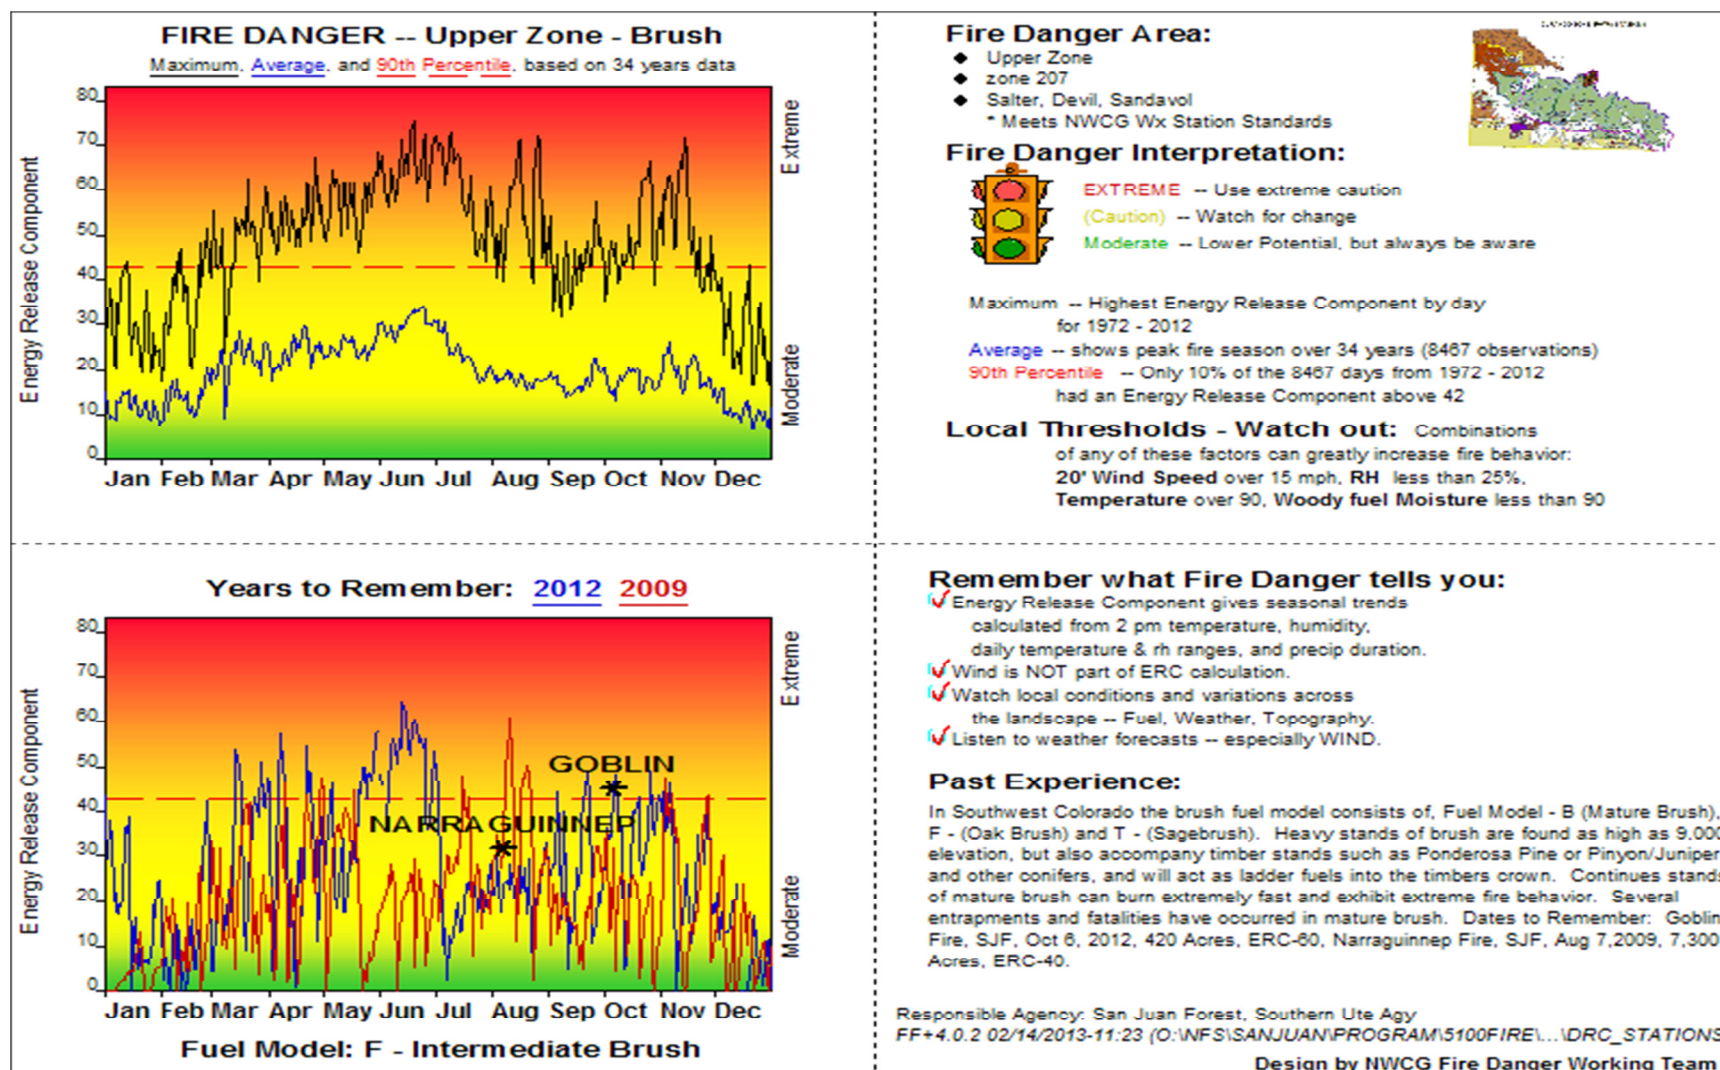 FIRE DANGER -- Upper Zone - Brush
Maximum, Average, and 90th Percentile, based on 34 years data
Energy Release Component
80
70
60
50
40
30
20
10
0
Extreme
Moderate
Jan Feb Mar Apr May Jun Jul Aug Sep Oct Nov Dec
Fire Danger Area:
Upper Zone
zone 207
Salter, Devil, Sandavol
* Meets NWCG Wx Station Standards
Fire Danger Interpretation:
EXTREME -- Use extreme caution
(Caution) -- Watch for change
Moderate -- Lower Potential, but always be aware
Maximum -- Highest Energy Release Component by day
for 1972 - 2012
Average -- shows peak fire season over 34 years (8467 observations)
90th Percentile -- Only 10% of the 8467 days from 1972 - 2012
had an Energy Release Component above 42
Local Thresholds - Watch out: Combinations
of any of these factors can greatly increase fire behavior:
20' Wind Speed over 15 mph, RH less than 25%,
Temperature over 90, Woody fuel Moisture less than 90
Years to Remember: 2012 2009
Energy Release Component
80
70
60
50
40
30
20
10
0
Extreme
Moderate
GOBLIN
NARRAGUINNEP
Jan Feb Mar Apr May Jun Jul Aug Sep Oct Nov Dec
Fuel Model: F - Intermediate Brush
Remember what Fire Danger tells you:
Energy Release Component gives seasonal trends
calculated from 2 pm temperature, humidity,
daily temperature & rh ranges, and precip duration.
Wind is NOT part of ERC calculation.
Watch local conditions and variations across
the landscape -- Fuel, Weather, Topography.
Listen to weather forecasts -- especially WIND.
Past Experience:
In Southwest Colorado the brush fuel model consists of, Fuel Model - B (Mature Brush),
F - (Oak Brush) and T - (Sagebrush). Heavy stands of brush are found as high as 9,000
elevation, but also accompany timber stands such as Ponderosa Pine or Pinyon/Juniper
and other conifers, and will act as ladder fuels into the timbers crown. Continues stands
of mature brush can burn extremely fast and exhibit extreme fire behavior. Several
entrapments and fatalities have occurred in mature brush. Dates to Remember: Goblin
Fire, SJF, Oct 6, 2012, 420 Acres, ERC-60, Narraguinnep Fire, SJF, Aug 7,2009, 7,300
Acres, ERC-40.
Responsible Agency: San Juan Forest, Southern Ute Agy
FF+4.0.2 02/14/2013-11:23 (O:\NFS\SANJUAN\PROGRAM\5100FIRE\...\DRC_STATIONS
Design by NWCG Fire Danger Working Team